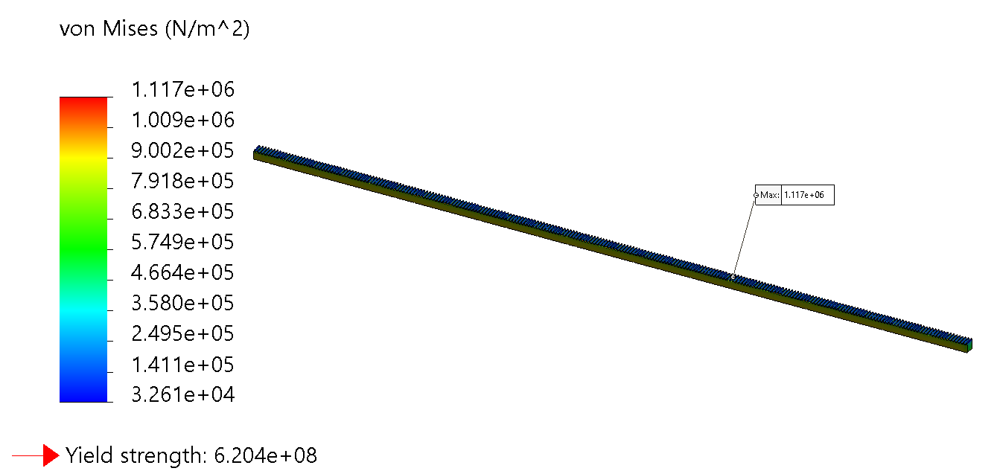 von Mises (N/m^2)
1.117e+06
1.009e+06
9.002e+05
7.918e+05
6.833e+05
5.749e+05
4.664e+05
3.580e+05
2.495e+05
1.411e+05
3.261e+04
Max: 1.117e+06
Yield strength: 6.204e+08